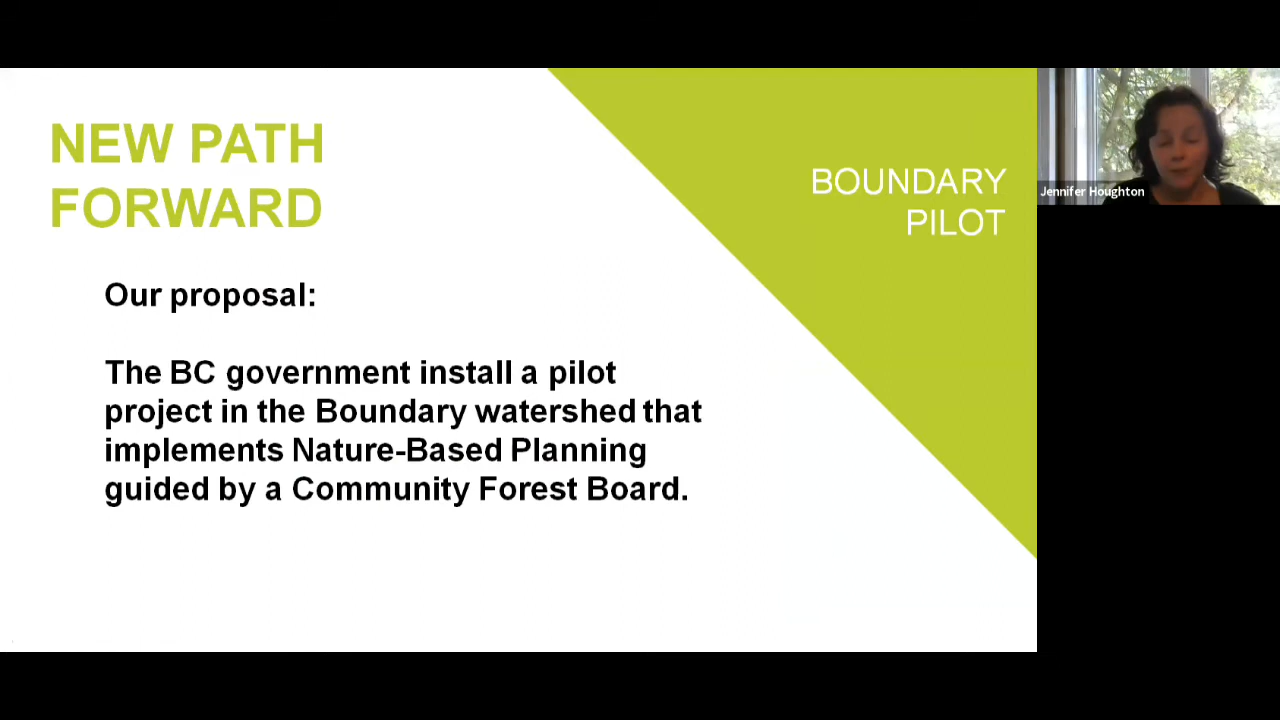 NEW PATH
FORWARD
BOUNDARY
PILOT
Jennifer Houghton
Our proposal:
The BC government install a pilot
project in the Boundary watershed that
implements Nature-Based Planning
guided by a Community Forest Board.